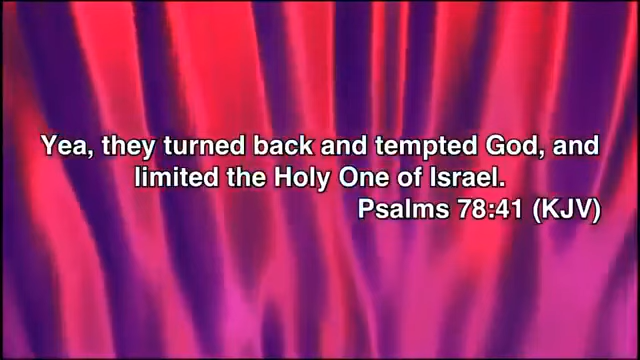 Yea, they turned back and tempted God, and
limited the Holy One of Israel.
Psalms 78:41 (KJV)